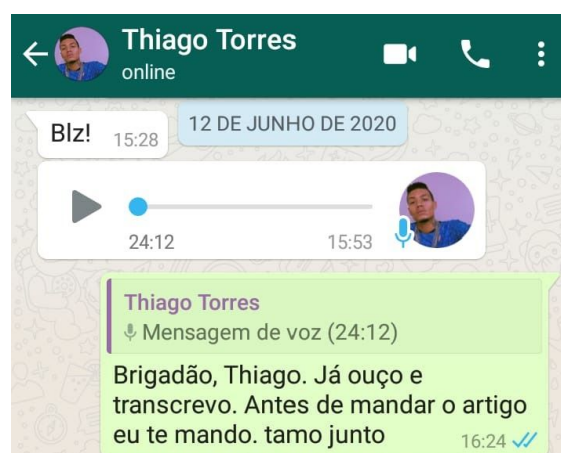 Thiago Torres
online
12 DE JUNHO DE 2020
Blz! 15:28
24:12 15:53
Thiago Torres
Mensagem de voz (24:12)
Brigadão, Thiago. Já ouço e
transcrevo. Antes de mandar o artigo
eu te mando. tamo junto 16:24